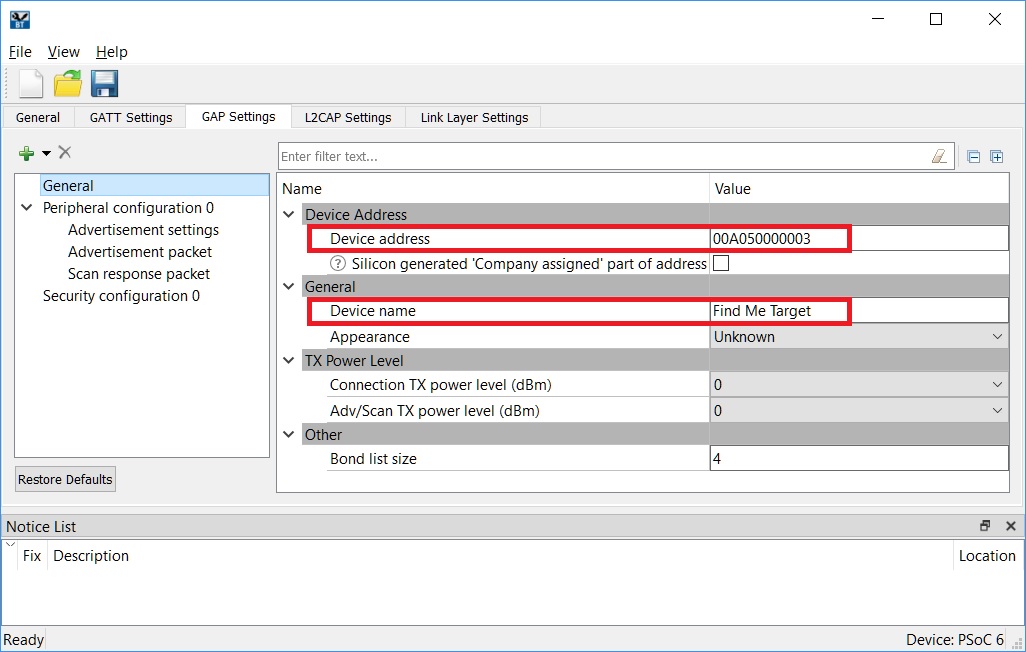 BT
File View Help
General GATT Settings GAP Settings L2CAP Settings Link Layer Settings
Enter filter text...
General
Peripheral configuration 0
Advertisement settings
Advertisement packet
Scan response packet
Security configuration 0
Restore Defaults
Name Value
Device Address
Device address 00A050000003
? Silicon generated 'Company assigned' part of address
General
Device name Find Me Target
Appearance Unknown
TX Power Level
Connection TX power level (dBm) 0
Adv/Scan TX power level (dBm) 0
Other
Bond list size 4
Notice List
Fix Description Location
Ready Device: PSoC 6